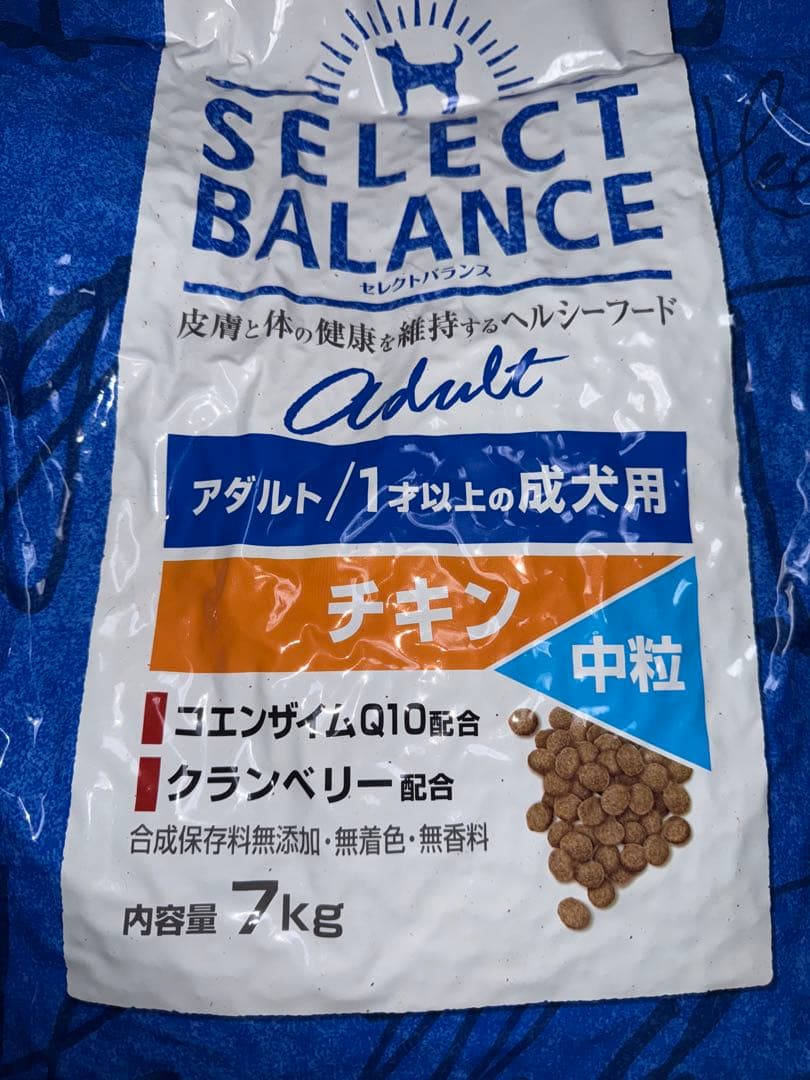 SELECT
BALANCE
セレクトバランス
皮膚と体の健康を維持するヘルシーフード
adult
アダルト/1才以上の成犬用
チキン
中粒
コエンザイムQ10配合
クランベリー配合
合成保存料無添加・無着色・無香料
内容量 7kg